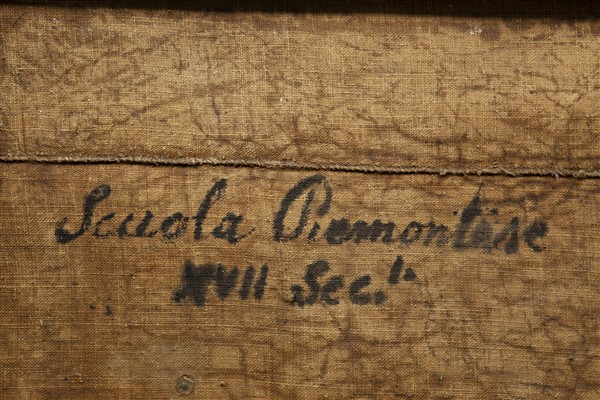 Scuola Piemontese
XVII Sec.lo